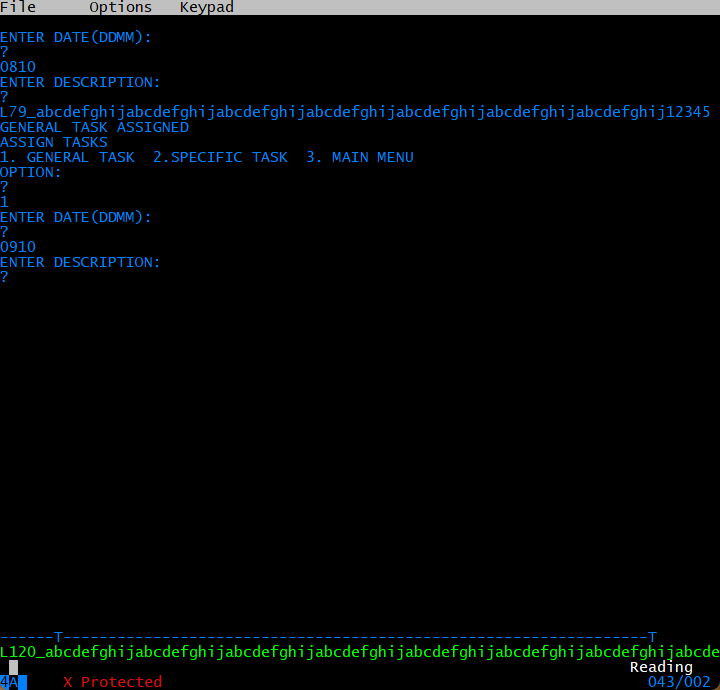 File Options Keypad
ENTER DATE(DDMM):
?
0810
ENTER DESCRIPTION:
?
L79_abcdefghijabcdefghijabcdefghijabcdefghijabcdefghijabcdefghijabcdefghij12345
GENERAL TASK ASSIGNED
ASSIGN TASKS
1. GENERAL TASK  2.SPECIFIC TASK  3. MAIN MENU
OPTION:
?
1
ENTER DATE(DDMM):
?
0910
ENTER DESCRIPTION:
?
------T-----------------------------------------------------------------T
L120_abcdefghijabcdefghijabcdefghijabcdefghijabcdefghijabcdefghijabcdefghijabcde
Reading
4A X Protected 043/002